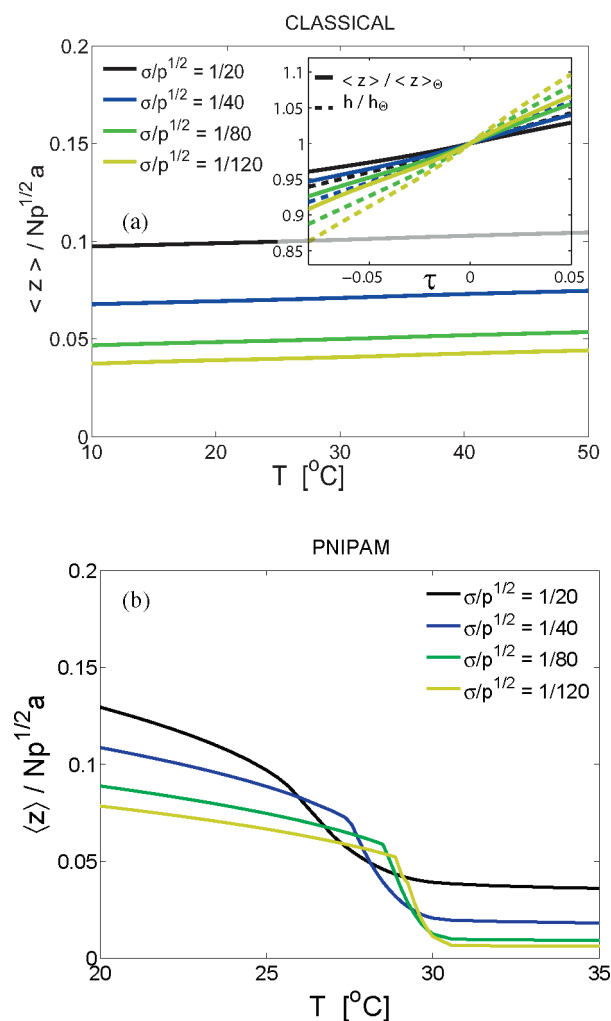 CLASSICAL
0.2
0.15
0.1
0.05
0
< z > / Np^1/2 a
(a)
σ/p^1/2 = 1/20
σ/p^1/2 = 1/40
σ/p^1/2 = 1/80
σ/p^1/2 = 1/120
1.1
1.05
1
0.95
0.9
0.85
< z > / < z >_Θ
h / h_Θ
−0.05 0 0.05
τ
10 20 30 40 50
T [°C]
PNIPAM
0.2
0.15
0.1
0.05
0
⟨z⟩ / Np^1/2 a
(b)
σ/p^1/2 = 1/20
σ/p^1/2 = 1/40
σ/p^1/2 = 1/80
σ/p^1/2 = 1/120
20 25 30 35
T [°C]